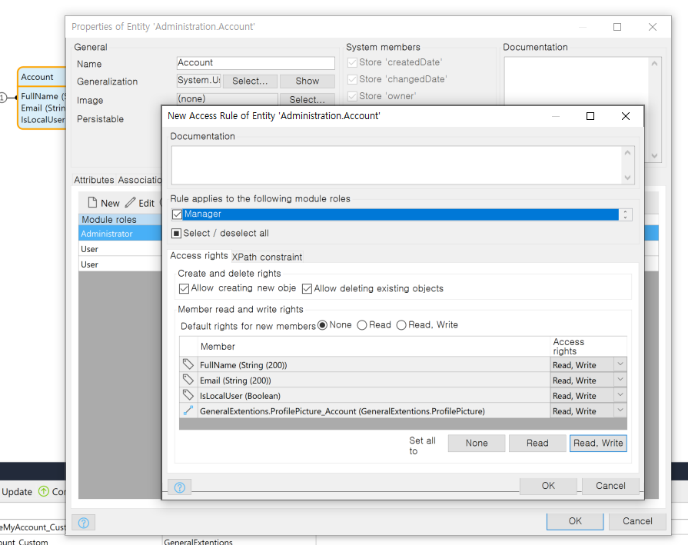 Properties of Entity 'Administration.Account'
General
System members
Documentation
Name
Account
Store 'createdDate'
Generalization
System.Us
Select...
Show
Store 'changedDate'
Image
(none)
Select...
Store 'owner'
Persistable
Account
FullName (S
Email (Strin
IsLocalUser
1
Attributes
Associatio
New
Edit
Module roles
Administrator
User
User
New Access Rule of Entity 'Administration.Account'
Documentation
Rule applies to the following module roles
Manager
Select / deselect all
Access rights
XPath constraint
Create and delete rights
Allow creating new obje
Allow deleting existing objects
Member read and write rights
Default rights for new members
None
Read
Read, Write
Member
Access rights
FullName (String (200))
Read, Write
Email (String (200))
Read, Write
IsLocalUser (Boolean)
Read, Write
GeneralExtentions.ProfilePicture_Account (GeneralExtentions.ProfilePicture)
Read, Write
Set all to
None
Read
Read, Write
OK
Cancel
OK
Cancel
Update
Co
eMyAccount_Cust
ount_Custom
GeneralExtentions